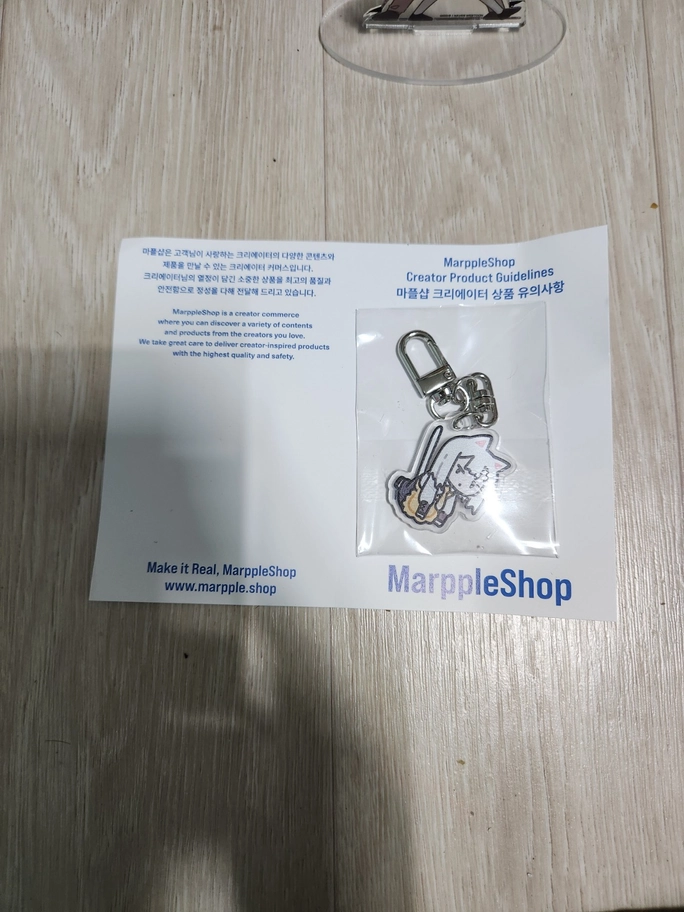 마플샵은 고객님이 사랑하는 크리에이터의 다양한 콘텐츠와
제품을 만날 수 있는 크리에이터 커머스입니다.
크리에이터님의 열정이 담긴 소중한 상품을 최고의 품질과
안전함으로 정성을 다해 전달해 드리고 있습니다.
MarppleShop is a creator commerce
where you can discover a variety of contents
and products from the creators you love.
We take great care to deliver creator-inspired products
with the highest quality and safety.
Make it Real, MarppleShop
www.marpple.shop
MarppleShop
Creator Product Guidelines
마플샵 크리에이터 상품 유의사항
MarppleShop